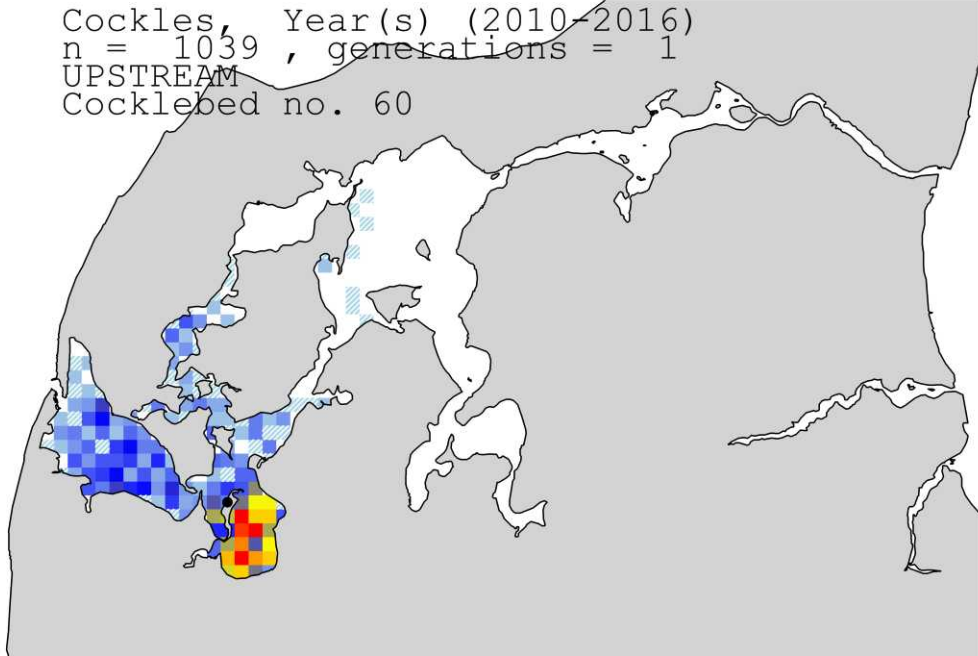 Cockles, Year(s) (2010-2016)
n = 1039 , generations = 1
UPSTREAM
Cocklebed no. 60